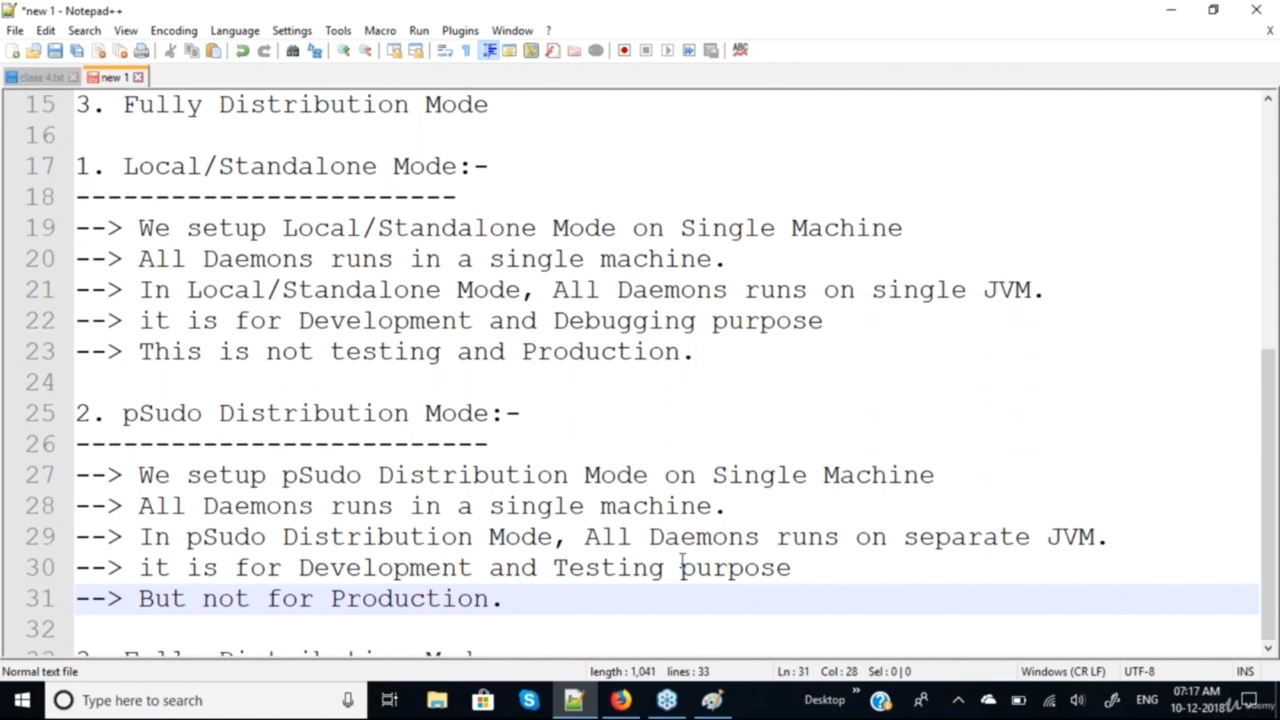 *new 1 - Notepad++
File Edit Search View Encoding Language Settings Tools Macro Run Plugins Window ? X
class 4.txt new 1
15 3. Fully Distribution Mode
16
17 1. Local/Standalone Mode:-
18 ------------------------
19 --> We setup Local/Standalone Mode on Single Machine
20 --> All Daemons runs in a single machine.
21 --> In Local/Standalone Mode, All Daemons runs on single JVM.
22 --> it is for Development and Debugging purpose
23 --> This is not testing and Production.
24
25 2. pSudo Distribution Mode:-
26 --------------------------
27 --> We setup pSudo Distribution Mode on Single Machine
28 --> All Daemons runs in a single machine.
29 --> In pSudo Distribution Mode, All Daemons runs on separate JVM.
30 --> it is for Development and Testing purpose
31 --> But not for Production.
32
Normal text file length : 1,041 lines : 33 Ln : 31 Col : 28 Sel : 0 | 0 Windows (CR LF) UTF-8 INS
Type here to search Desktop ENG 07:17 AM
10-12-2018
Udemy